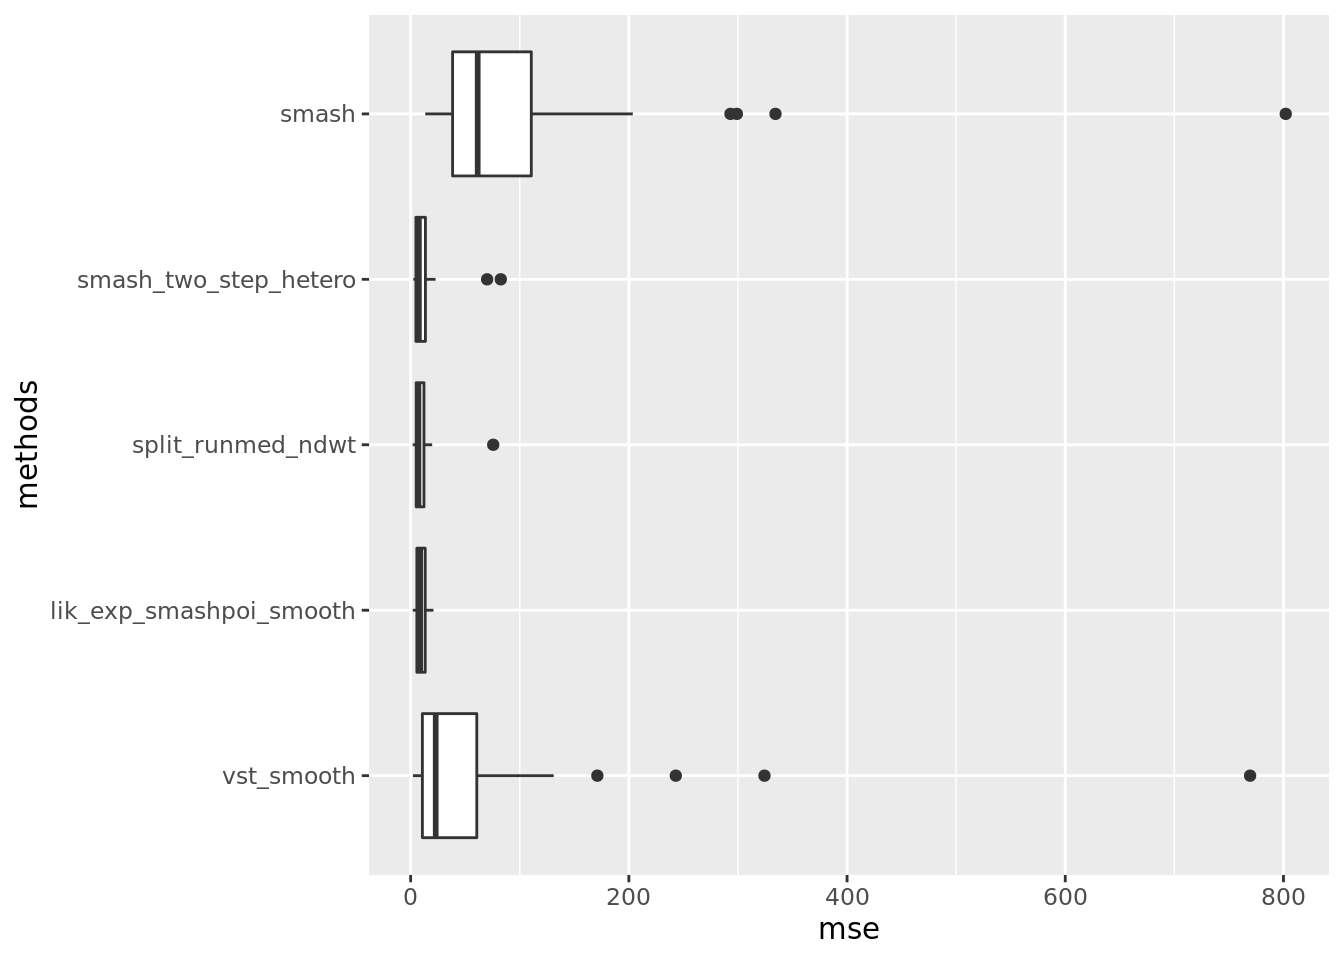 smash
smash_two_step_hetero
split_runmed_ndwt
lik_exp_smashpoi_smooth
vst_smooth
methods
0 200 400 600 800
mse